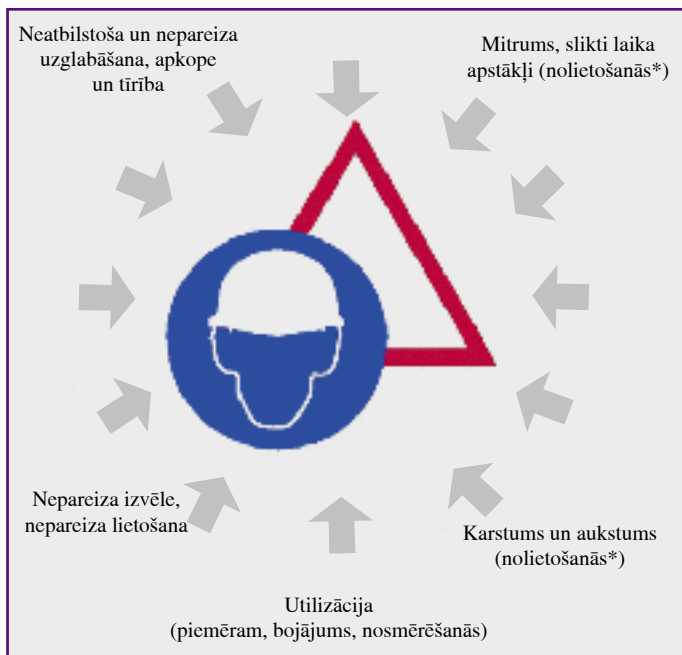 Neatbilstoša un nepareiza
uzglabāšana, apkope
un tīrība
Mitrums, slikti laika
apstākļi (nolietošanās*)
Nepareiza izvēle,
nepareiza lietošana
Karstums un aukstums
(nolietošanās*)
Utilizācija
(piemēram, bojājums, nosmērēšanās)